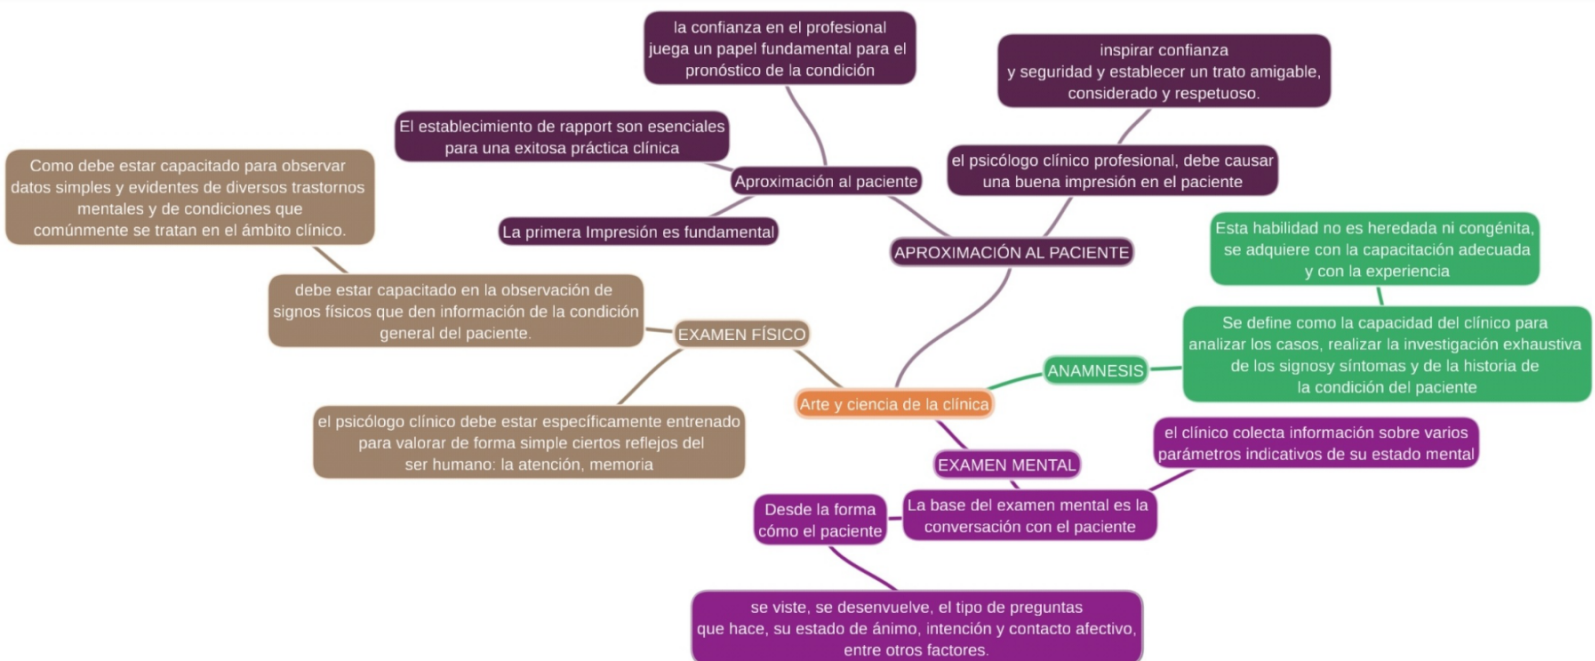 la confianza en el profesional
juega un papel fundamental para el
pronóstico de la condición
inspirar confianza
y seguridad y establecer un trato amigable,
considerado y respetuoso.
El establecimiento de rapport son esenciales
para una exitosa práctica clínica
Aproximación al paciente
el psicólogo clínico profesional, debe causar
una buena impresión en el paciente
La primera Impresión es fundamental
APROXIMACIÓN AL PACIENTE
Como debe estar capacitado para observar
datos simples y evidentes de diversos trastornos
mentales y de condiciones que
comúnmente se tratan en el ámbito clínico.
debe estar capacitado en la observación de
signos físicos que den información de la condición
general del paciente.
EXAMEN FÍSICO
el psicólogo clínico debe estar específicamente entrenado
para valorar de forma simple ciertos reflejos del
ser humano: la atención, memoria
Esta habilidad no es heredada ni congénita,
se adquiere con la capacitación adecuada
y con la experiencia
Se define como la capacidad del clínico para
analizar los casos, realizar la investigación exhaustiva
de los signosy síntomas y de la historia de
la condición del paciente
ANAMNESIS
Arte y ciencia de la clínica
EXAMEN MENTAL
el clínico colecta información sobre varios
parámetros indicativos de su estado mental
La base del examen mental es la
conversación con el paciente
Desde la forma
cómo el paciente
se viste, se desenvuelve, el tipo de preguntas
que hace, su estado de ánimo, intención y contacto afectivo,
entre otros factores.